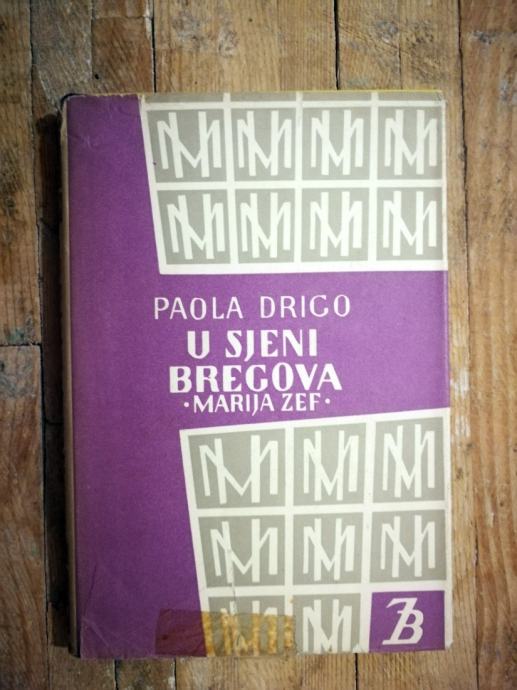 PAOLA DRIGO
U SJENI
BREGOVA
• MARIJA ZEF •